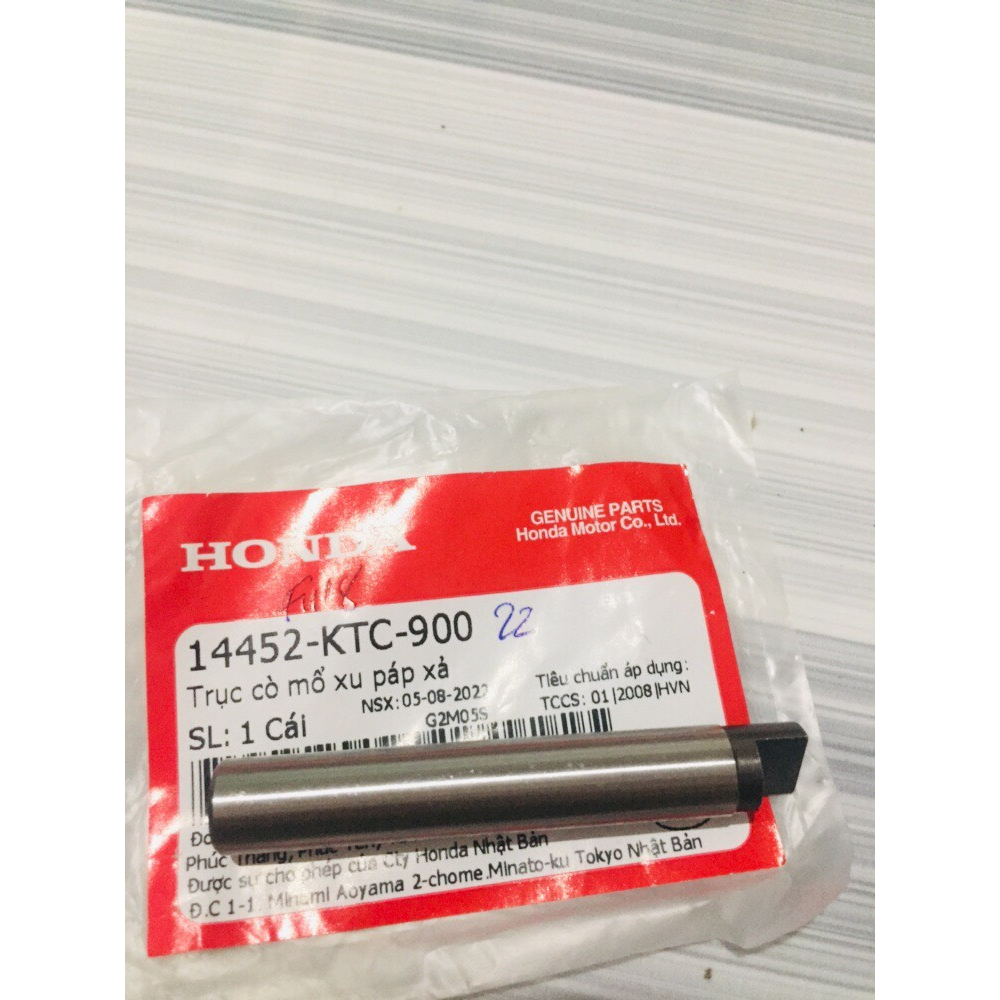 HONDA
GENUINE PARTS
Honda Motor Co., Ltd.
14452-KTC-900 22
Trục cò mổ xu páp xả
NSX: 05-08-2022
Tiêu chuẩn áp dụng:
SL: 1 Cái
G2M05S
TCCS: 01|2008|HVN
Phúc Thắng, Phúc Yên,
Được sự cho phép của Cty Honda Nhật Bản
Đ.C 1-1, Minami Aoyama 2-chome.Minato-ku Tokyo Nhật Bản